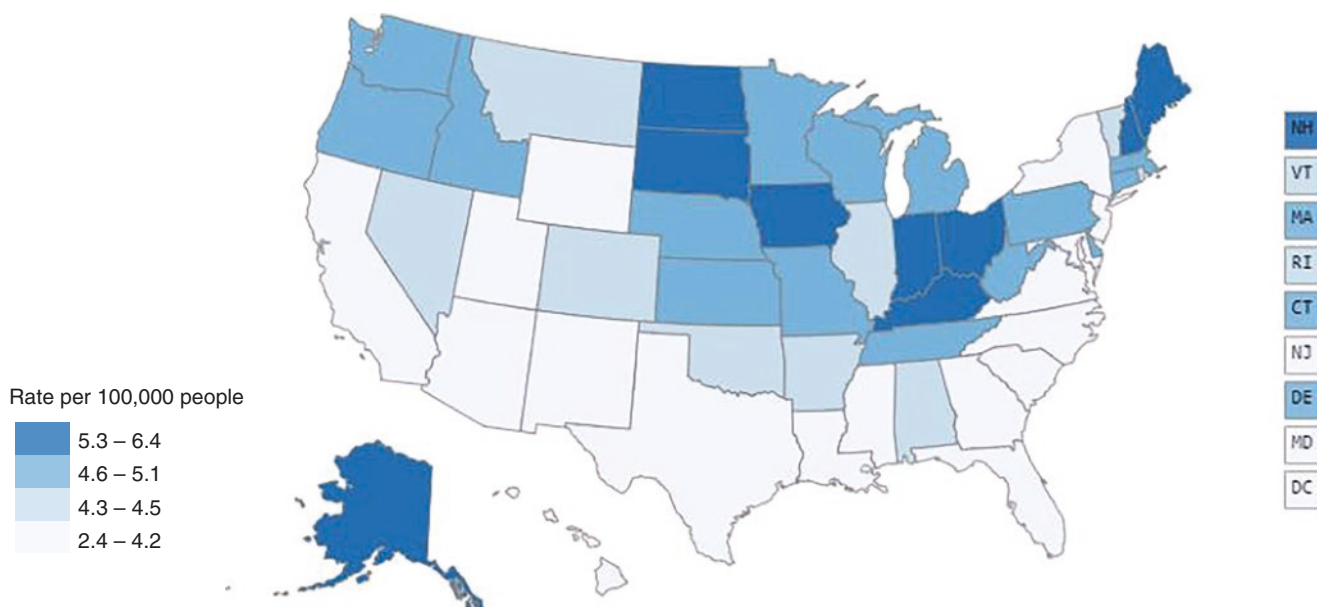 NH
VT
MA
RI
CT
NJ
DE
MD
DC
Rate per 100,000 people
5.3 – 6.4
4.6 – 5.1
4.3 – 4.5
2.4 – 4.2